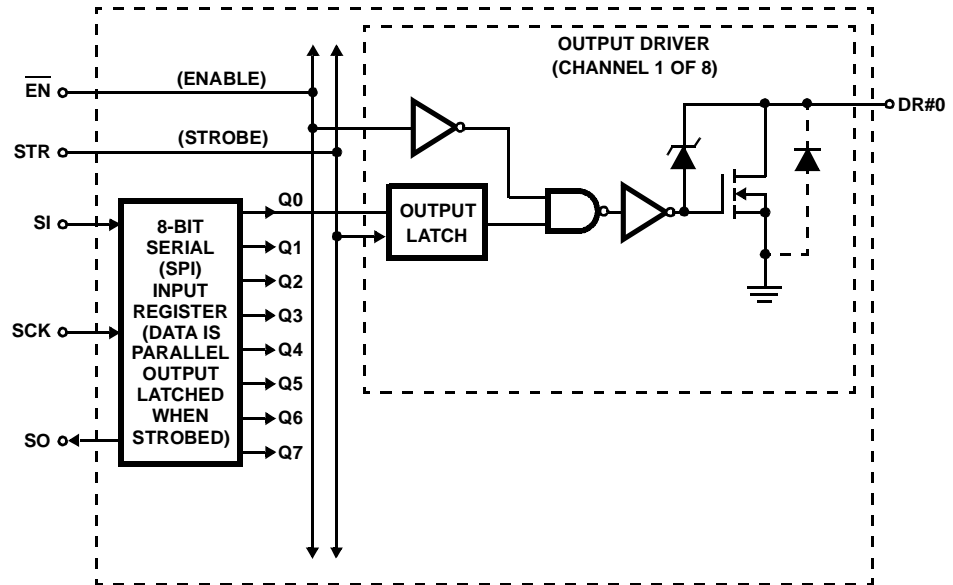 OUTPUT DRIVER
(CHANNEL 1 OF 8)
EN
(ENABLE)
DR#0
STR
(STROBE)
SI
8-BIT
SERIAL
(SPI)
INPUT
REGISTER
(DATA IS
PARALLEL
OUTPUT
LATCHED
WHEN
STROBED)
Q0
Q1
Q2
Q3
Q4
Q5
Q6
Q7
OUTPUT
LATCH
SCK
SO